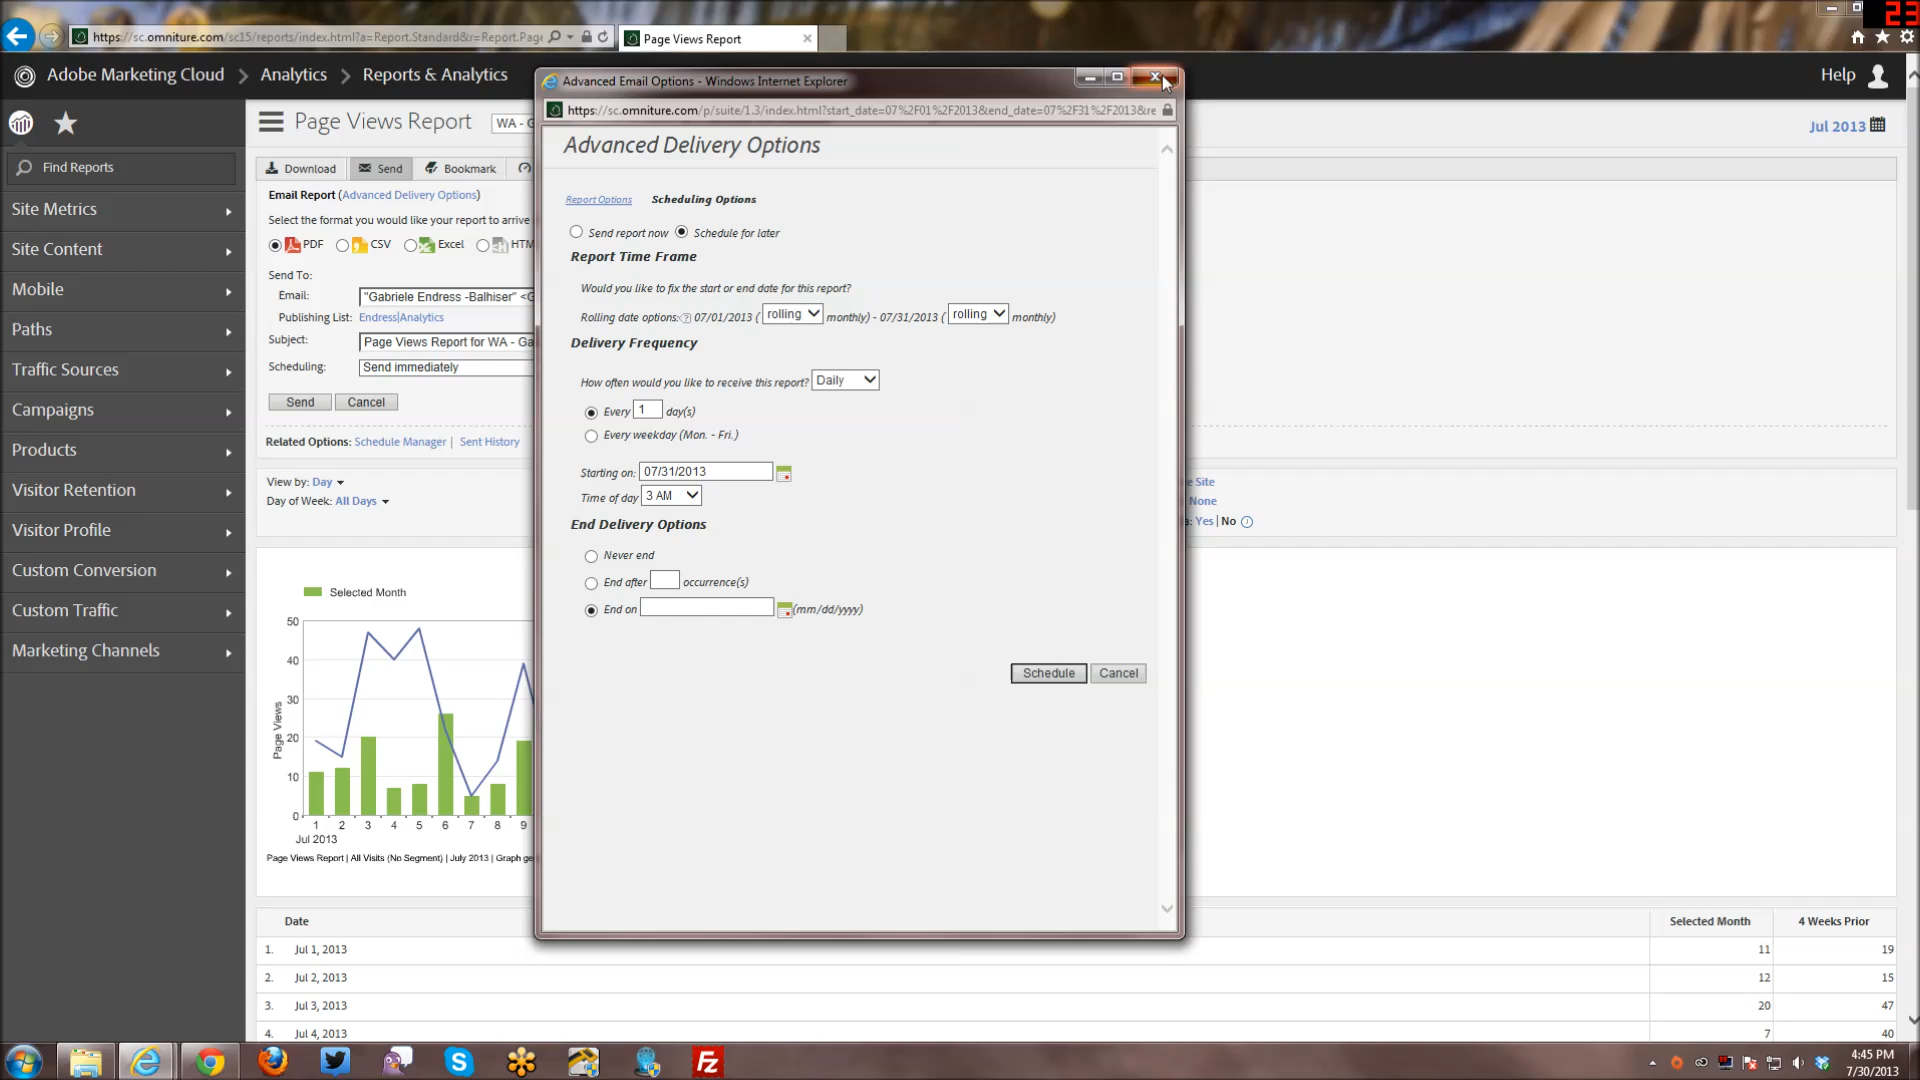 23
https://sc.omniture.com/sc15/reports/index.html?a=Report.Standard&r=Report.Page
Page Views Report
Adobe Marketing Cloud > Analytics > Reports & Analytics
Help
Advanced Email Options - Windows Internet Explorer
https://sc.omniture.com/p/suite/1.3/index.html?start_date=07%2F01%2F2013&end_date=07%2F31%2F2013&re
Page Views Report
WA - G
Jul 2013
Find Reports
Site Metrics
Site Content
Mobile
Paths
Traffic Sources
Campaigns
Products
Visitor Retention
Visitor Profile
Custom Conversion
Custom Traffic
Marketing Channels
Download
Send
Bookmark
Email Report (Advanced Delivery Options)
Select the format you would like your report to arrive
PDF CSV Excel HTM
Send To:
Email: "Gabriele Endress -Balhiser" <G
Publishing List: Endress|Analytics
Subject: Page Views Report for WA - Ga
Scheduling: Send immediately
Send Cancel
Related Options: Schedule Manager | Sent History
View by: Day
Day of Week: All Days
Advanced Delivery Options
Report Options Scheduling Options
Send report now Schedule for later
Report Time Frame
Would you like to fix the start or end date for this report?
Rolling date options: 07/01/2013 ( rolling monthly) - 07/31/2013 ( rolling monthly)
Delivery Frequency
How often would you like to receive this report? Daily
Every 1 day(s)
Every weekday (Mon. - Fri.)
Starting on: 07/31/2013
Time of day 3 AM
End Delivery Options
Never end
End after occurrence(s)
End on (mm/dd/yyyy)
Schedule Cancel
e Site
None
a: Yes | No
Selected Month
Page Views
50
40
30
20
10
0
1 2 3 4 5 6 7 8 9
Jul 2013
Page Views Report | All Visits (No Segment) | July 2013 | Graph ge
Date Selected Month 4 Weeks Prior
1. Jul 1, 2013 11 19
2. Jul 2, 2013 12 15
3. Jul 3, 2013 20 47
4. Jul 4, 2013 7 40
4:45 PM
7/30/2013